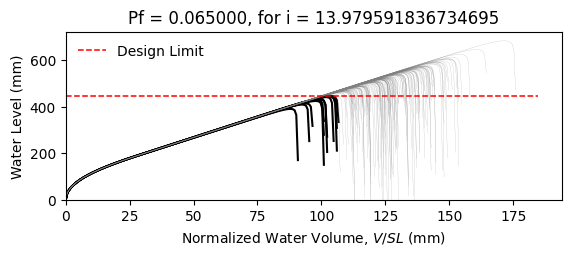 Pf = 0.065000, for i = 13.979591836734695
Design Limit
Water Level (mm)
600
400
200
0
0 25 50 75 100 125 150 175
Normalized Water Volume, V/SL (mm)